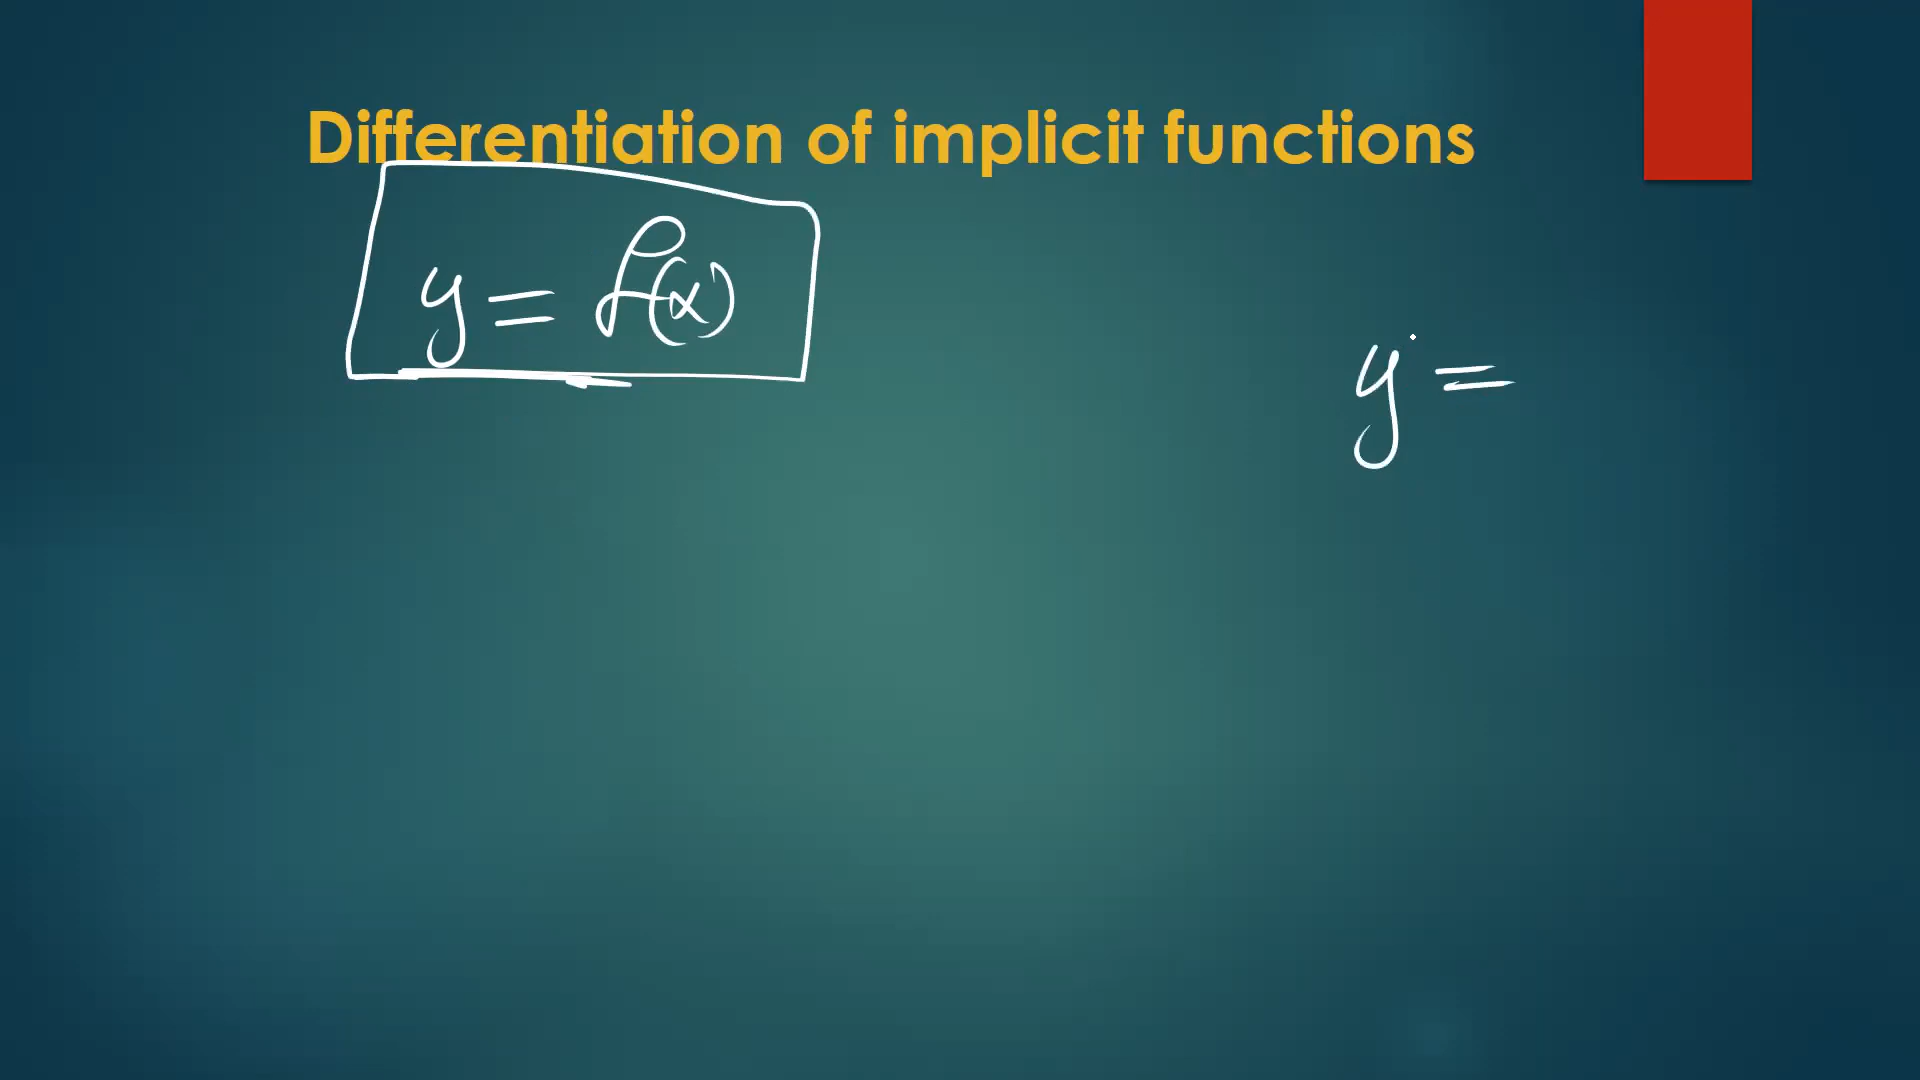 Differentiation of implicit functions
y = f(x)
y =